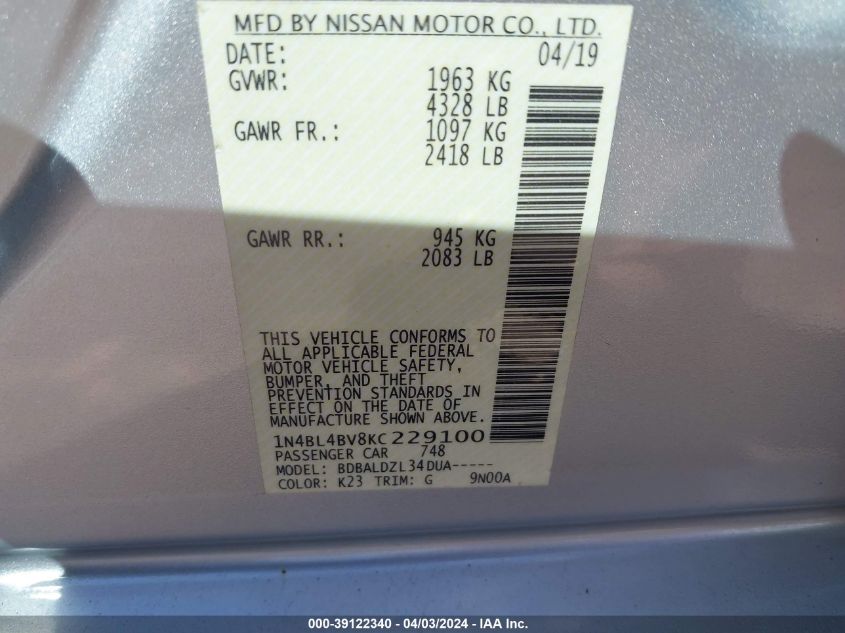 MFD BY NISSAN MOTOR CO., LTD.
DATE: 04/19
GVWR: 1963 KG
4328 LB
GAWR FR.: 1097 KG
2418 LB
GAWR RR.: 945 KG
2083 LB
THIS VEHICLE CONFORMS TO
ALL APPLICABLE FEDERAL
MOTOR VEHICLE SAFETY,
BUMPER, AND THEFT
PREVENTION STANDARDS IN
EFFECT ON THE DATE OF
MANUFACTURE SHOWN ABOVE.
1N4BL4BV8KC229100
PASSENGER CAR 748
MODEL: BDBALDZL34DUA-----
COLOR: K23 TRIM: G 9N00A
000-39122340 - 04/03/2024 - IAA Inc.